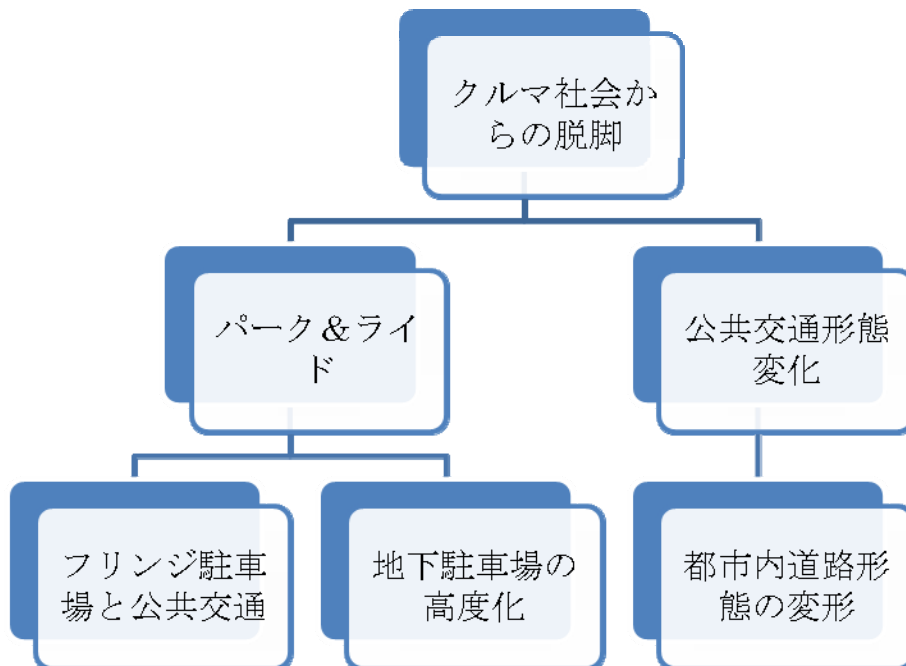 クルマ社会か
らの脱脚
パーク＆ライ
ド
公共交通形態
変化
フリンジ駐車
場と公共交通
地下駐車場の
高度化
都市内道路形
態の変形